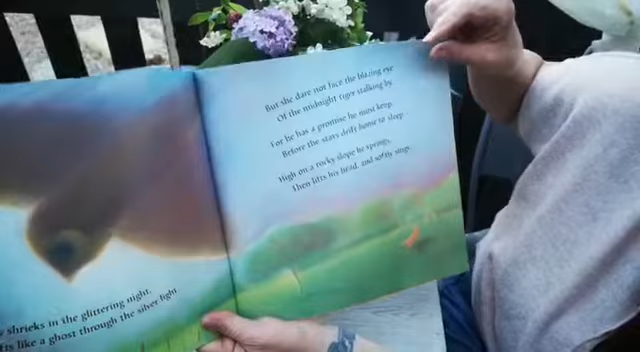 shrieks in the glittering night.
like a ghost through the silver light
But she dare not face the blazing eye
Of the midnight tiger stalking by.
For he has a promise he must keep,
Before the stars drift home to sleep
High on a rocky slope he springs,
Then lifts his head, and softly sings.